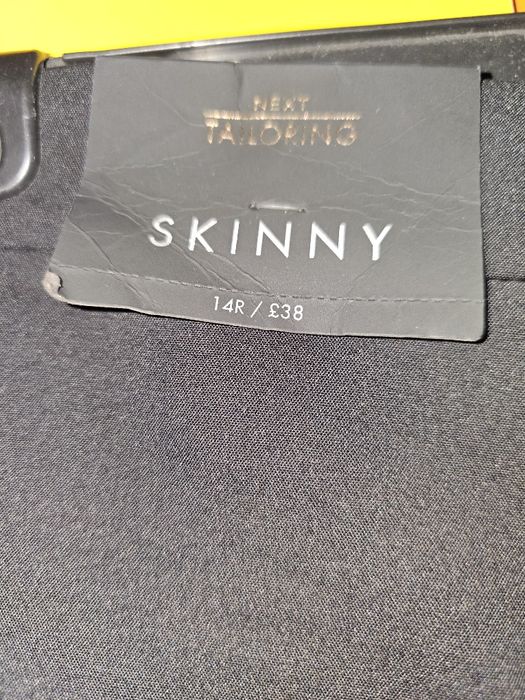 NEXT
TAILORING
SKINNY
14R / £38